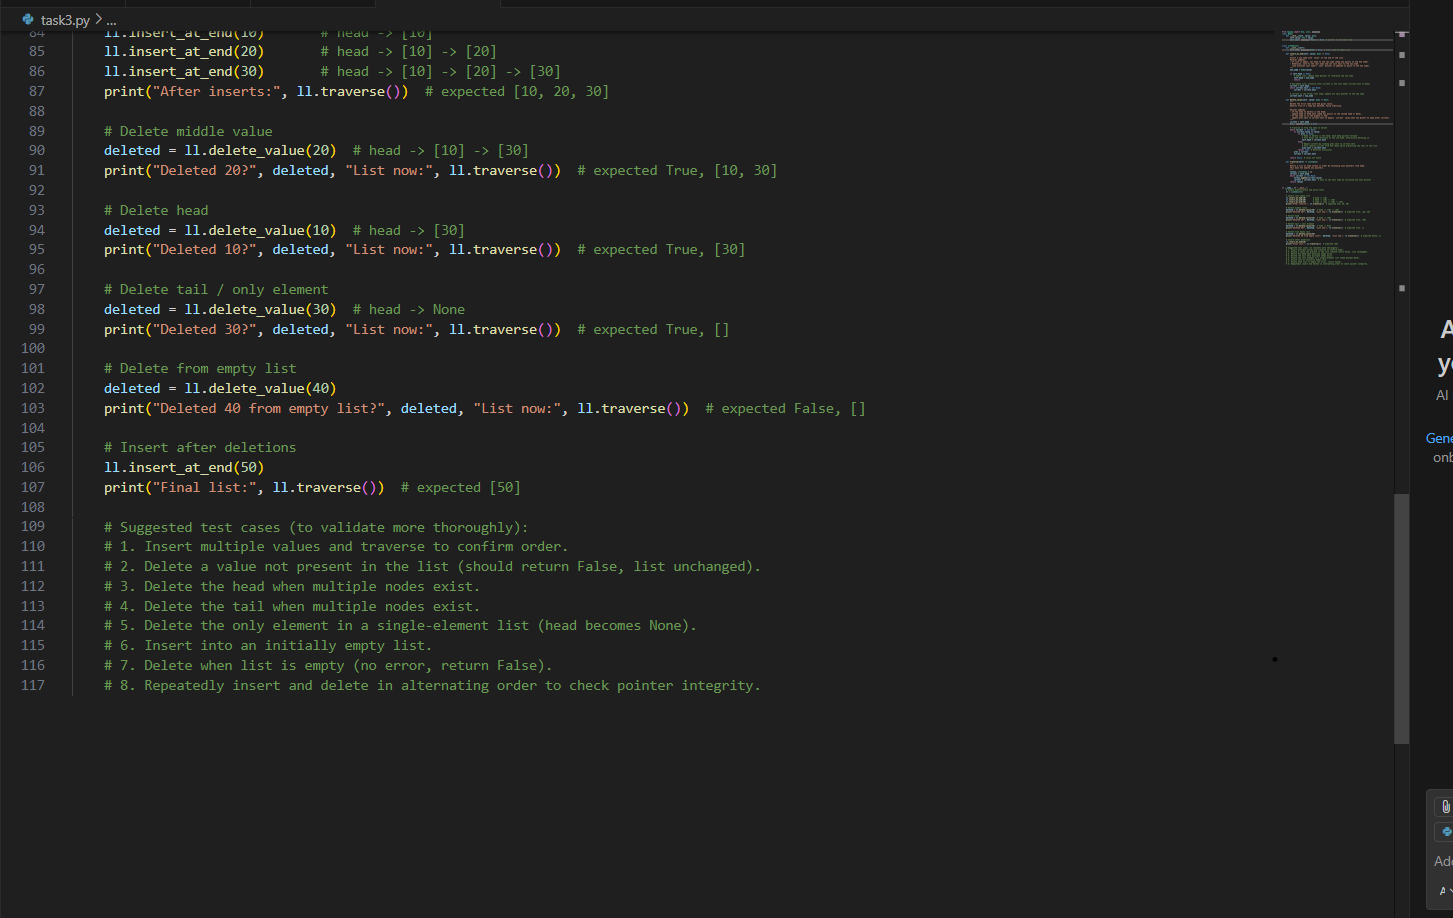 task3.py > ...
84 ll.insert_at_end(10)       # head -> [10]
85 ll.insert_at_end(20)       # head -> [10] -> [20]
86 ll.insert_at_end(30)       # head -> [10] -> [20] -> [30]
87 print("After inserts:", ll.traverse())  # expected [10, 20, 30]
88
89 # Delete middle value
90 deleted = ll.delete_value(20)  # head -> [10] -> [30]
91 print("Deleted 20?", deleted, "List now:", ll.traverse())  # expected True, [10, 30]
92
93 # Delete head
94 deleted = ll.delete_value(10)  # head -> [30]
95 print("Deleted 10?", deleted, "List now:", ll.traverse())  # expected True, [30]
96
97 # Delete tail / only element
98 deleted = ll.delete_value(30)  # head -> None
99 print("Deleted 30?", deleted, "List now:", ll.traverse())  # expected True, []
100
101 # Delete from empty list
102 deleted = ll.delete_value(40)
103 print("Deleted 40 from empty list?", deleted, "List now:", ll.traverse())  # expected False, []
104
105 # Insert after deletions
106 ll.insert_at_end(50)
107 print("Final list:", ll.traverse())  # expected [50]
108
109 # Suggested test cases (to validate more thoroughly):
110 # 1. Insert multiple values and traverse to confirm order.
111 # 2. Delete a value not present in the list (should return False, list unchanged).
112 # 3. Delete the head when multiple nodes exist.
113 # 4. Delete the tail when multiple nodes exist.
114 # 5. Delete the only element in a single-element list (head becomes None).
115 # 6. Insert into an initially empty list.
116 # 7. Delete when list is empty (no error, return False).
117 # 8. Repeatedly insert and delete in alternating order to check pointer integrity.
AI